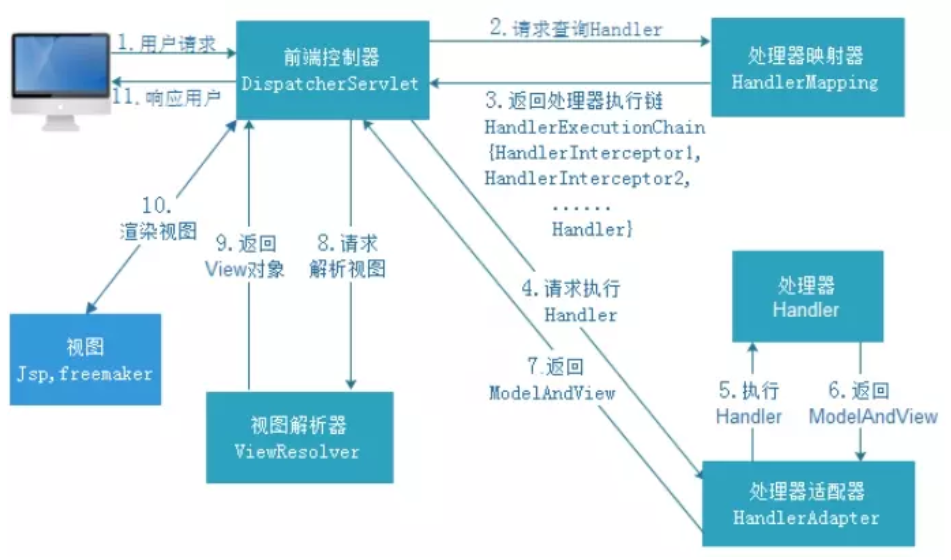 1.用户请求
11.响应用户
前端控制器
DispatcherServlet
2.请求查询Handler
3.返回处理器执行链
HandlerExecutionChain
{HandlerInterceptor1,
HandlerInterceptor2,
......
Handler}
处理器映射器
HandlerMapping
10.
渲染视图
9.返回
View对象
8.请求
解析视图
4.请求执行
Handler
7.返回
ModelAndView
处理器
Handler
5.执行
Handler
6.返回
ModelAndView
视图
Jsp,freemaker
视图解析器
ViewResolver
处理器适配器
HandlerAdapter